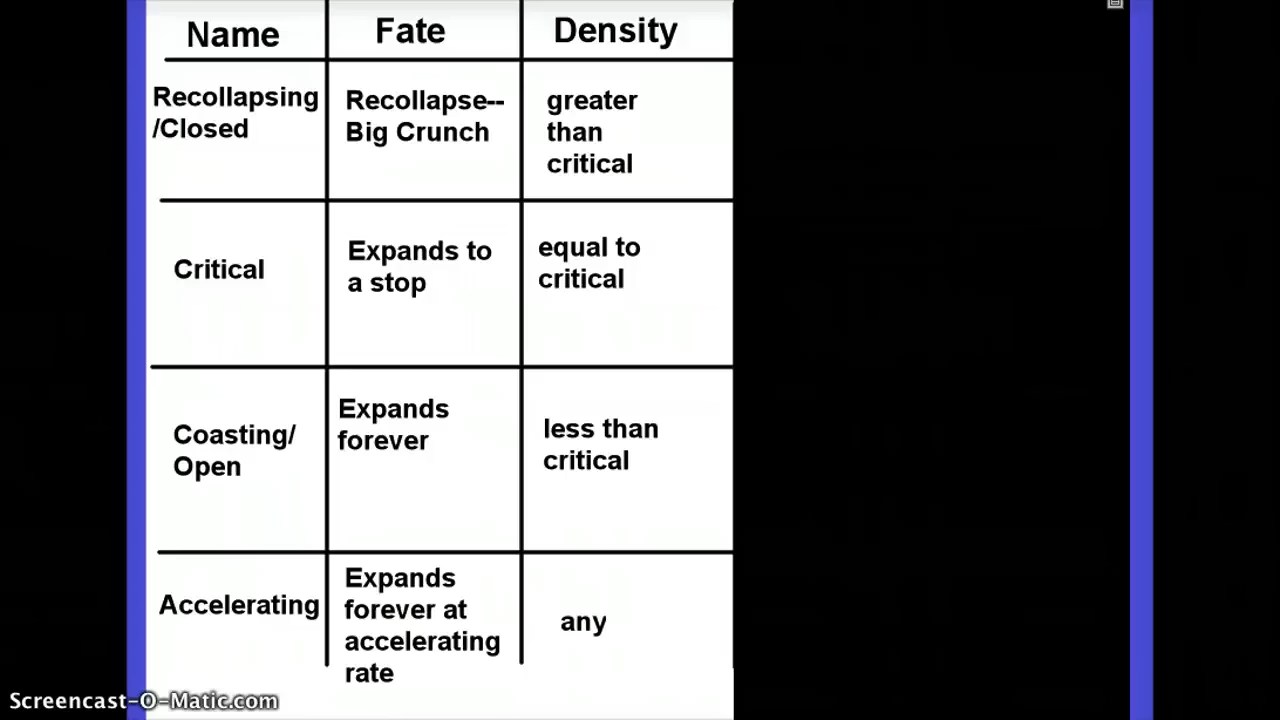 Name Fate Density
Recollapsing
/Closed
Recollapse--
Big Crunch
greater
than
critical
Critical
Expands to
a stop
equal to
critical
Coasting/
Open
Expands
forever
less than
critical
Accelerating
Expands
forever at
accelerating
rate
any
Screencast-O-Matic.com